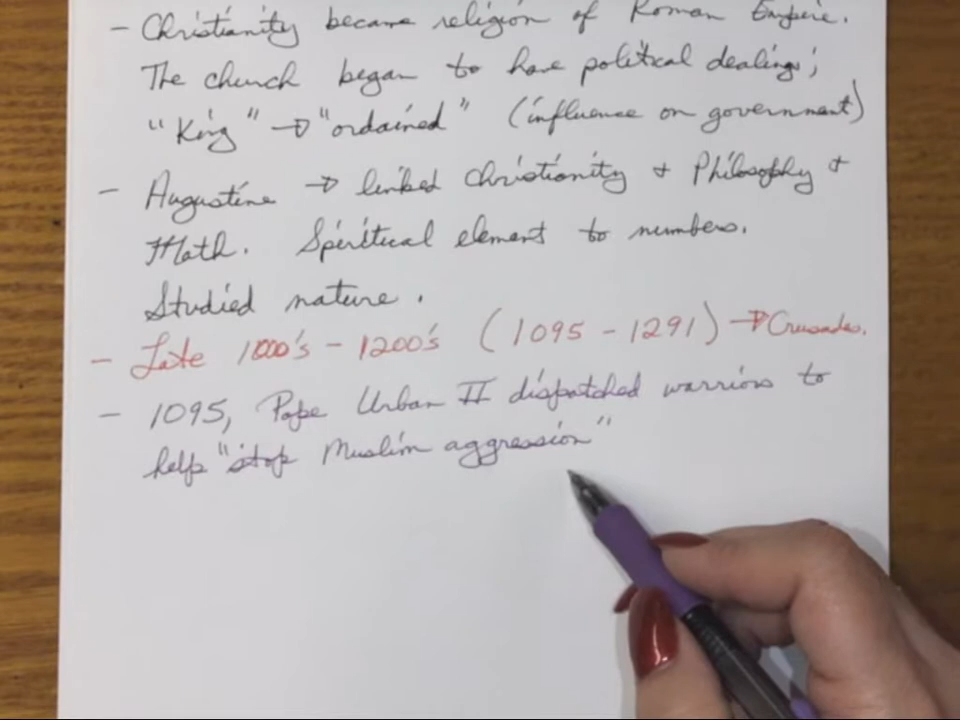 - Christianity became religion of Roman Empire.
The church began to have political dealings;
"King" → "ordained" (influence on government)
- Augustine → linked Christianity + Philosophy +
Math. Spiritual element to numbers.
Studied nature.
- Late 1000's - 1200's (1095 - 1291) → Crusades.
- 1095, Pope Urban II dispatched warriors to
help "stop Muslim aggression"